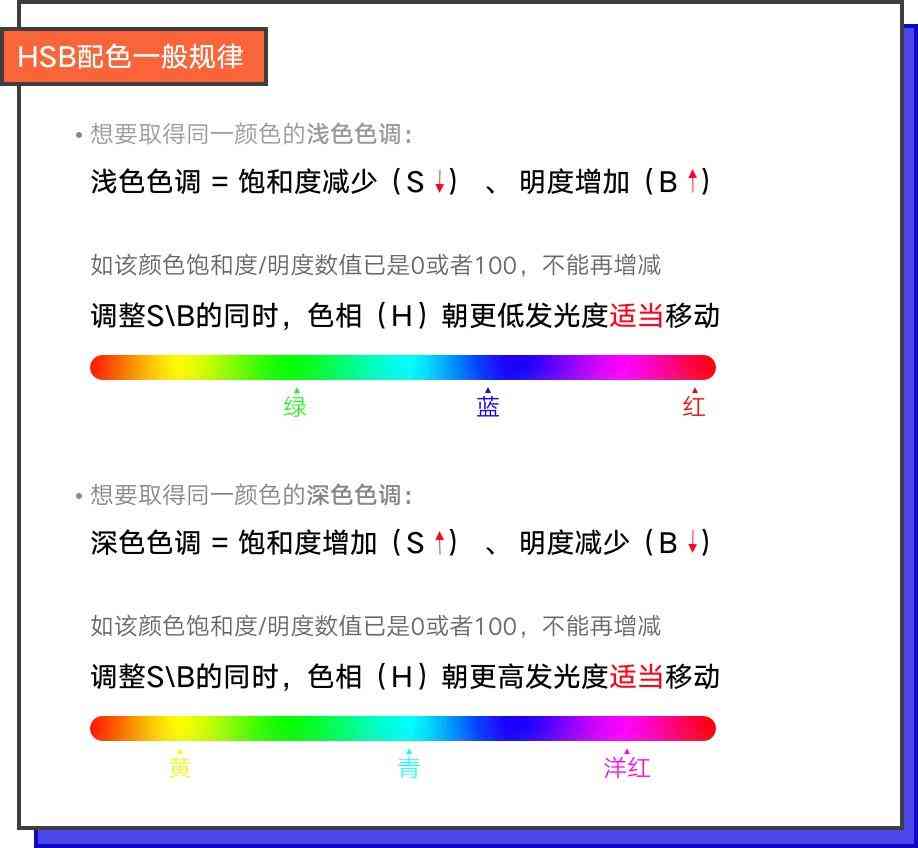 HSB配色一般规律
• 想要取得同一颜色的浅色色调：
浅色色调 = 饱和度减少（S↓） 、 明度增加（B↑）
如该颜色饱和度/明度数值已是0或者100，不能再增减
调整S\B的同时，色相（H）朝更低发光度适当移动
绿 蓝 红
• 想要取得同一颜色的深色色调：
深色色调 = 饱和度增加（S↑） 、 明度减少（B↓）
如该颜色饱和度/明度数值已是0或者100，不能再增减
调整S\B的同时，色相（H）朝更高发光度适当移动
黄 青 洋红